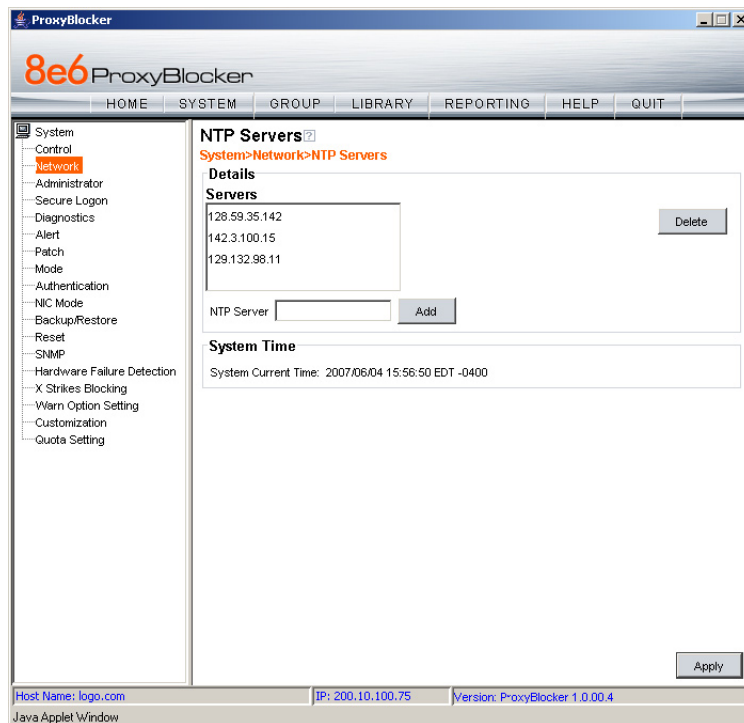 ProxyBlocker
8e6 ProxyBlocker
HOME SYSTEM GROUP LIBRARY REPORTING HELP QUIT
System
Control
Network
Administrator
Secure Logon
Diagnostics
Alert
Patch
Mode
Authentication
NIC Mode
Backup/Restore
Reset
SNMP
Hardware Failure Detection
X Strikes Blocking
Warn Option Setting
Customization
Quota Setting
NTP Servers?
System>Network>NTP Servers
Details
Servers
128.59.35.142
142.3.100.15
129.132.98.11
Delete
NTP Server Add
System Time
System Current Time: 2007/06/04 15:56:50 EDT -0400
Apply
Host Name: logo.com IP: 200.10.100.75 Version: ProxyBlocker 1.0.00.4
Java Applet Window